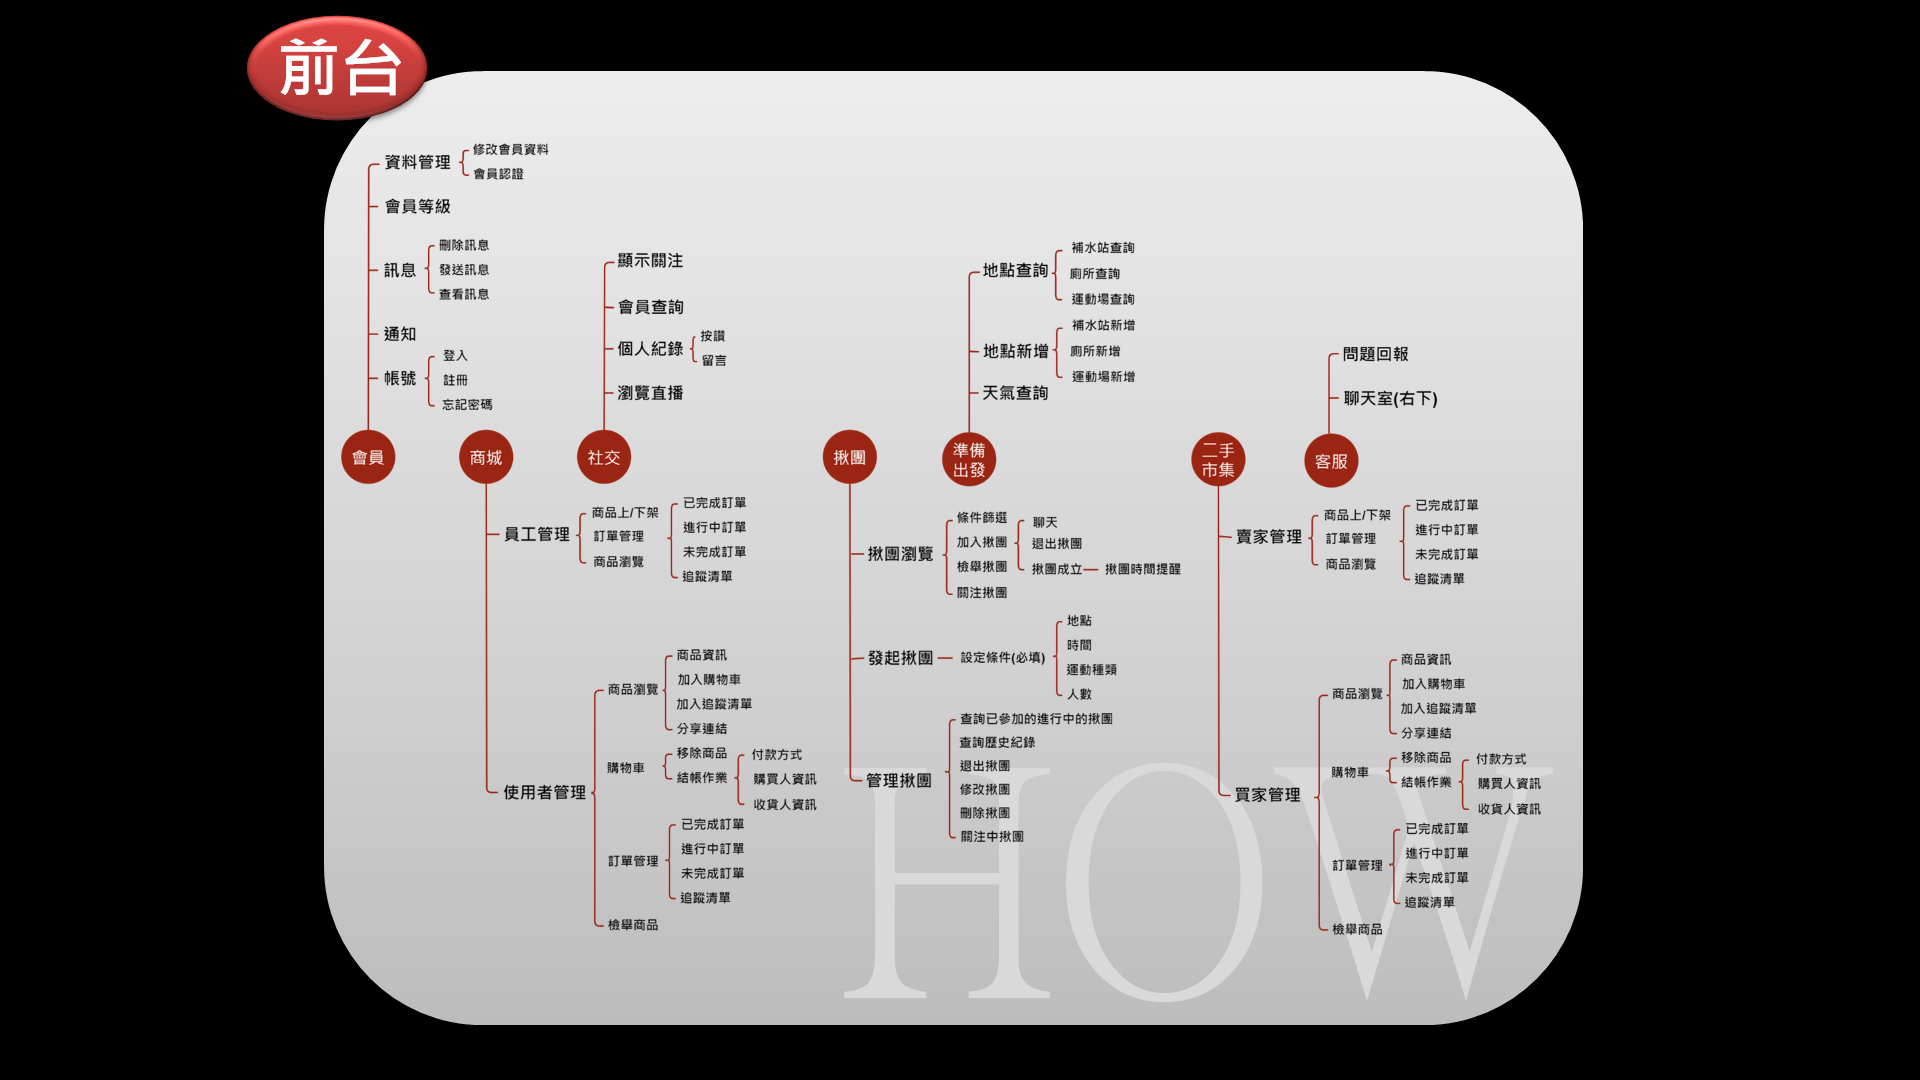 前台
資料管理
修改會員資料
會員認證
會員等級
訊息
刪除訊息
發送訊息
查看訊息
通知
帳號
登入
註冊
忘記密碼
會員
商城
員工管理
商品上/下架
訂單管理
商品瀏覽
已完成訂單
進行中訂單
未完成訂單
追蹤清單
使用者管理
商品瀏覽
商品資訊
加入購物車
加入追蹤清單
分享連結
購物車
移除商品
結帳作業
付款方式
購買人資訊
收貨人資訊
訂單管理
已完成訂單
進行中訂單
未完成訂單
追蹤清單
檢舉商品
顯示關注
會員查詢
個人紀錄
按讚
留言
瀏覽直播
社交
揪團
揪團瀏覽
條件篩選
加入揪團
檢舉揪團
關注揪團
聊天
退出揪團
揪團成立
揪團時間提醒
發起揪團
設定條件(必填)
地點
時間
運動種類
人數
管理揪團
查詢已參加的進行中的揪團
查詢歷史紀錄
退出揪團
修改揪團
刪除揪團
關注中揪團
地點查詢
補水站查詢
廁所查詢
運動場查詢
地點新增
補水站新增
廁所新增
運動場新增
天氣查詢
準備
出發
二手
市集
賣家管理
商品上/下架
訂單管理
商品瀏覽
已完成訂單
進行中訂單
未完成訂單
追蹤清單
買家管理
商品瀏覽
商品資訊
加入購物車
加入追蹤清單
分享連結
購物車
移除商品
結帳作業
付款方式
購買人資訊
收貨人資訊
訂單管理
已完成訂單
進行中訂單
未完成訂單
追蹤清單
檢舉商品
問題回報
聊天室(右下)
客服
HOW